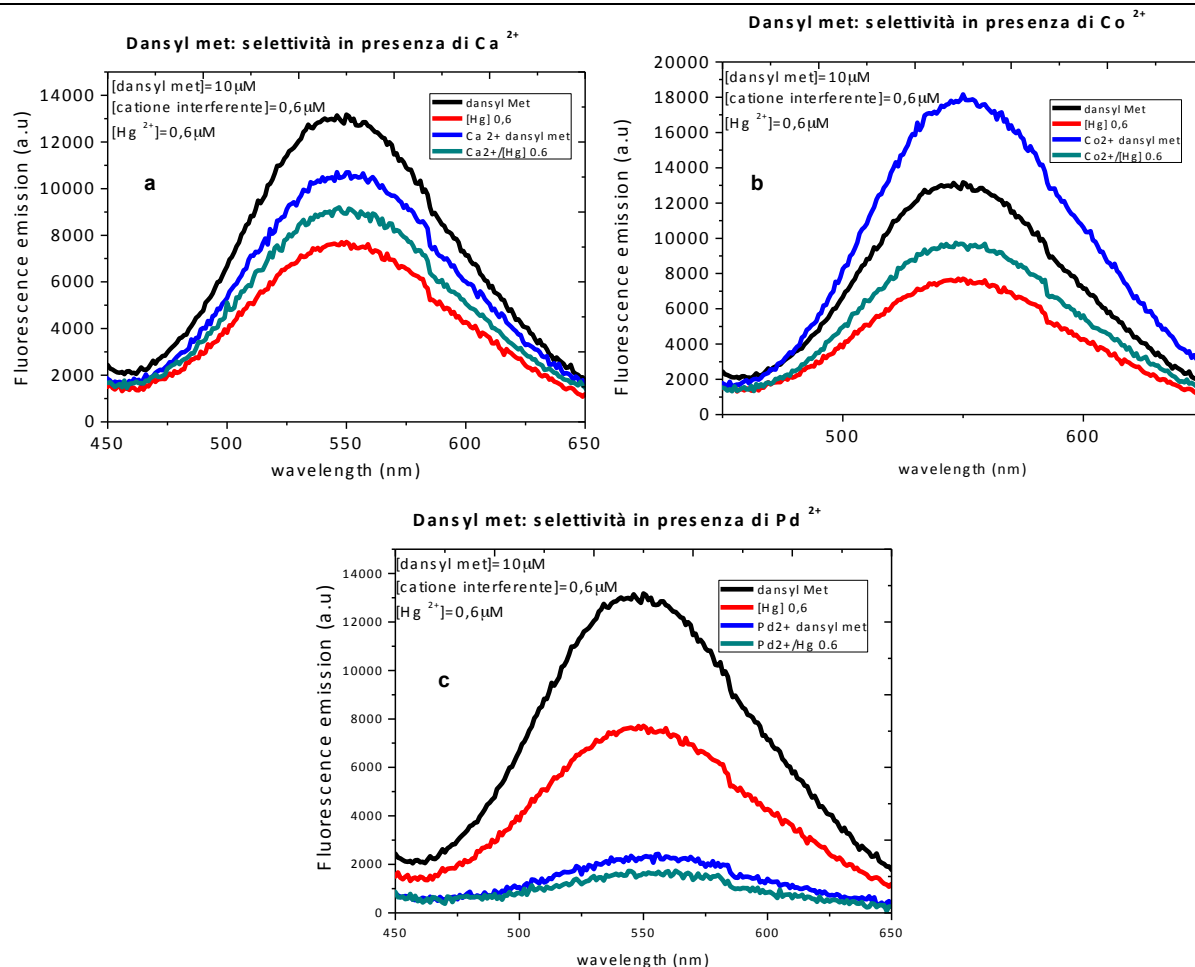 Dansyl met: selettività in presenza di Ca 2+
[dansyl met]=10μM
[catione interferente]=0,6μM
[Hg 2+]=0,6μM
dansyl Met
[Hg] 0,6
Ca 2+ dansyl met
Ca2+/[Hg] 0.6
a
Fluorescence emission (a.u)
14000
12000
10000
8000
6000
4000
2000
0
450 500 550 600 650
wavelength (nm)
Dansyl met: selettività in presenza di Co 2+
[dansyl met]=10μM
[catione interferente]=0,6μM
[Hg 2+]=0,6μM
dansyl Met
[Hg] 0,6
Co2+ dansyl met
Co2+/[Hg] 0.6
b
Fluorescence emission (a.u)
20000
18000
16000
14000
12000
10000
8000
6000
4000
2000
0
500 600
wavelength (nm)
Dansyl met: selettività in presenza di Pd 2+
[dansyl met]=10μM
[catione interferente]=0,6μM
[Hg 2+]=0,6μM
dansyl Met
[Hg] 0,6
Pd2+ dansyl met
Pd2+/Hg 0.6
c
Fluorescence emission (a.u)
14000
12000
10000
8000
6000
4000
2000
0
450 500 550 600 650
wavelength (nm)